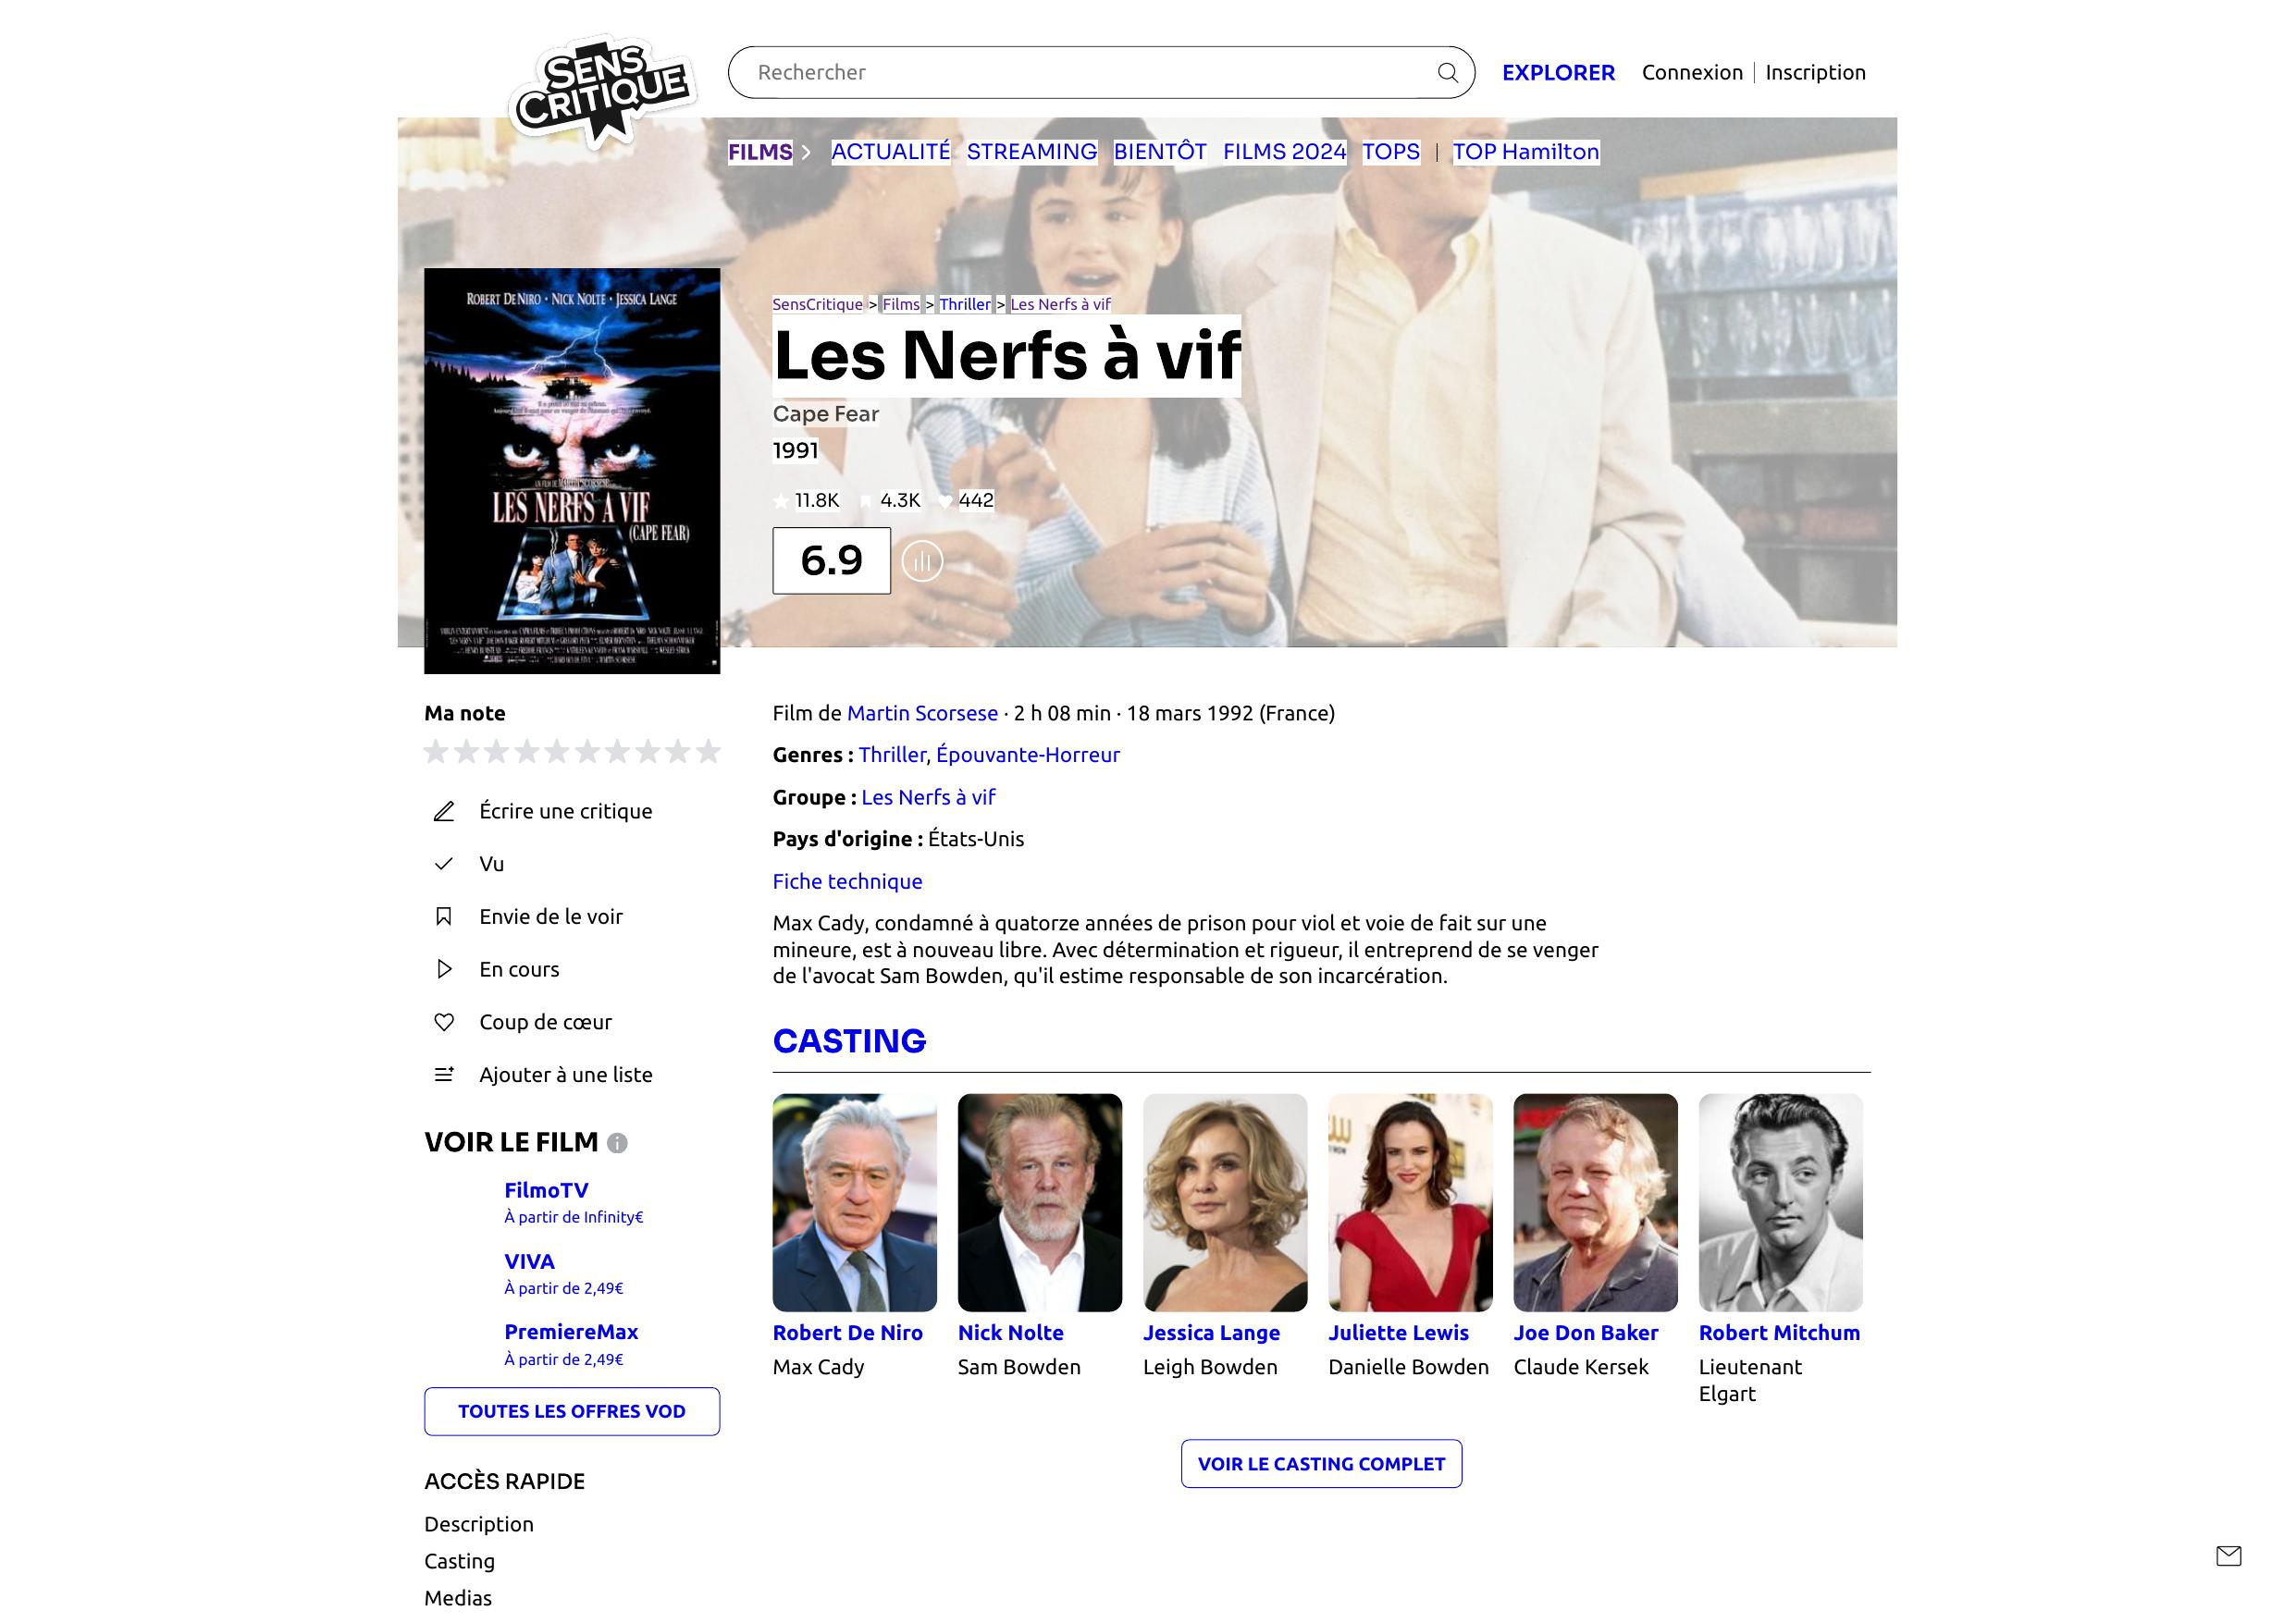 SENS
CRITIQUE
Rechercher
EXPLORER
Connexion | Inscription
FILMS
ACTUALITÉ
STREAMING
BIENTÔT
FILMS 2024
TOPS
|
TOP Hamilton
ROBERT DE NIRO • NICK NOLTE • JESSICA LANGE
UN FILM DE MARTIN SCORSESE
LES NERFS A VIF
(CAPE FEAR)
SensCritique > Films > Thriller > Les Nerfs à vif
Les Nerfs à vif
Cape Fear
1991
11.8K 4.3K 442
6.9
Ma note
Écrire une critique
Vu
Envie de le voir
En cours
Coup de cœur
Ajouter à une liste
VOIR LE FILM
FilmoTV
À partir de Infinity€
VIVA
À partir de 2,49€
PremiereMax
À partir de 2,49€
TOUTES LES OFFRES VOD
ACCÈS RAPIDE
Description
Casting
Medias
Film de Martin Scorsese · 2 h 08 min · 18 mars 1992 (France)
Genres : Thriller, Épouvante-Horreur
Groupe : Les Nerfs à vif
Pays d'origine : États-Unis
Fiche technique
Max Cady, condamné à quatorze années de prison pour viol et voie de fait sur une
mineure, est à nouveau libre. Avec détermination et rigueur, il entreprend de se venger
de l'avocat Sam Bowden, qu'il estime responsable de son incarcération.
CASTING
Robert De Niro
Max Cady
Nick Nolte
Sam Bowden
Jessica Lange
Leigh Bowden
Juliette Lewis
Danielle Bowden
Joe Don Baker
Claude Kersek
Robert Mitchum
Lieutenant
Elgart
VOIR LE CASTING COMPLET